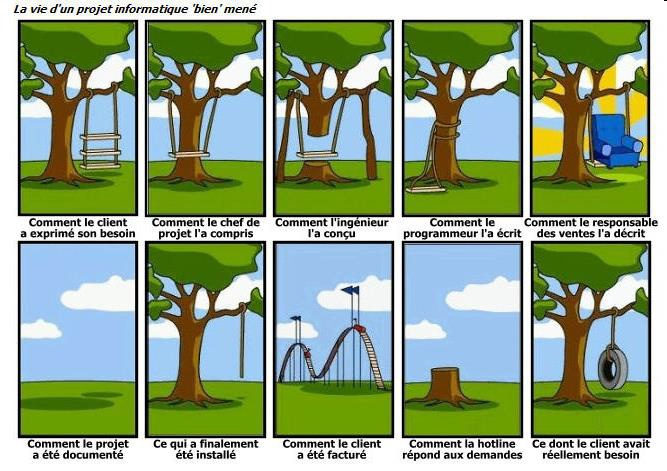 La vie d'un projet informatique 'bien' mené
Comment le client
a exprimé son besoin
Comment le chef de
projet l'a compris
Comment l'ingénieur
l'a conçu
Comment le
programmeur l'a écrit
Comment le responsable
des ventes l'a décrit
Comment le projet
a été documenté
Ce qui a finalement
été installé
Comment le client
a été facturé
Comment la hotline
répond aux demandes
Ce dont le client avait
réellement besoin